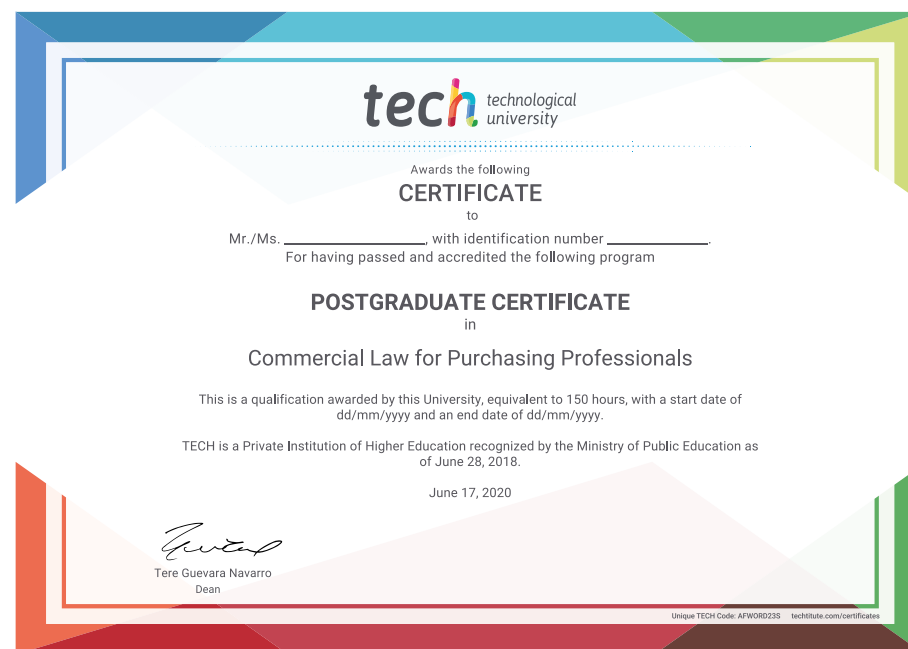 tech technological
university
Awards the following
CERTIFICATE
to
Mr./Ms. ____________________, with identification number ______________.
For having passed and accredited the following program
POSTGRADUATE CERTIFICATE
in
Commercial Law for Purchasing Professionals
This is a qualification awarded by this University, equivalent to 150 hours, with a start date of
dd/mm/yyyy and an end date of dd/mm/yyyy.
TECH is a Private Institution of Higher Education recognized by the Ministry of Public Education as
of June 28, 2018.
June 17, 2020
Tere Guevara Navarro
Dean
Unique TECH Code: AFWORD23S techtitute.com/certificates